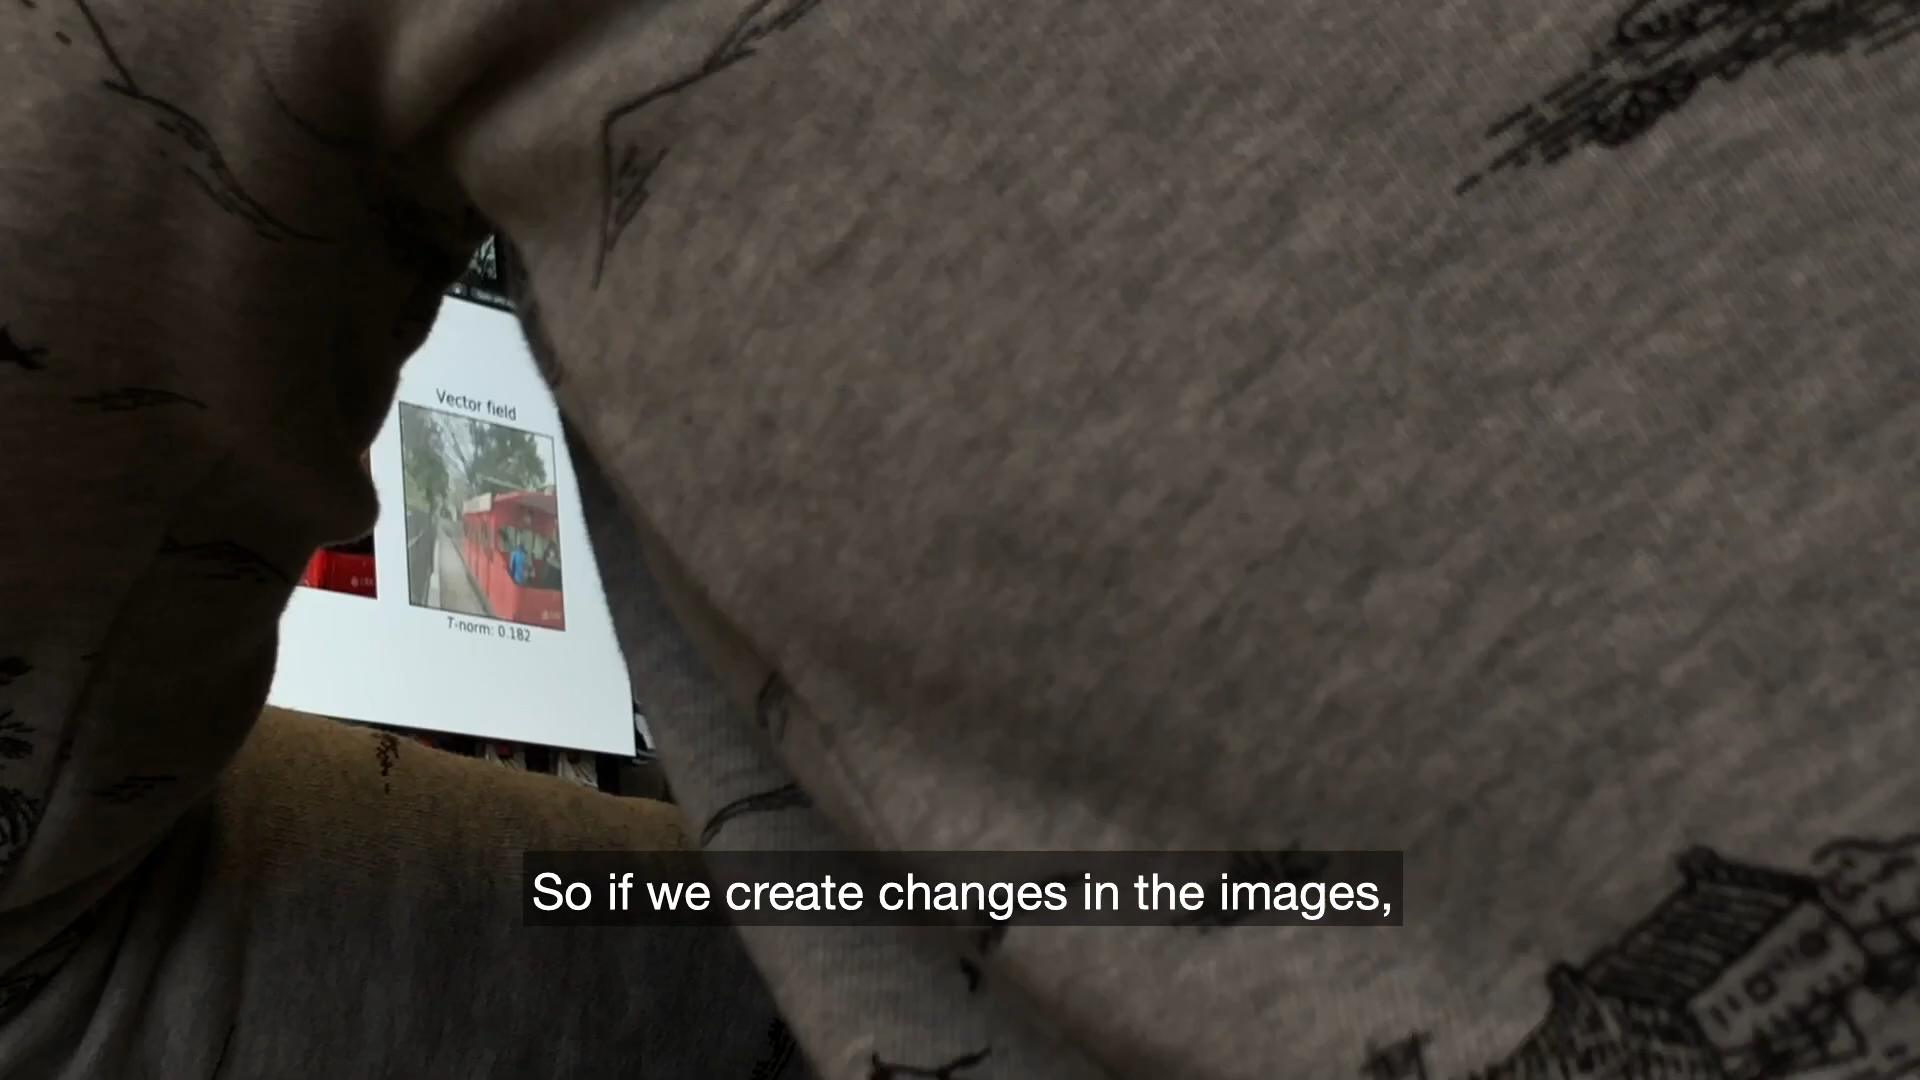 Vector field
T-norm: 0.182
So if we create changes in the images,